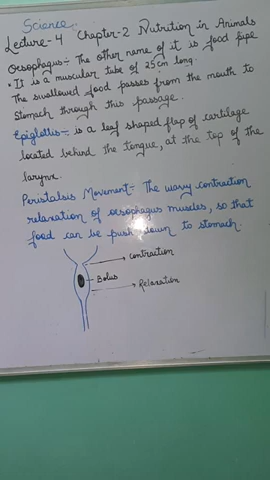 Science
Lecture-4 Chapter-2 Nutrition in Animals
Oesophagus:- The other name of it is food pipe
• It is a muscular tube of 25cm long.
The swallowed food passes from the mouth to
stomach through this passage.
Epiglottis:- is a leaf shaped flap of cartilage
located behind the tongue, at the top of the
larynx.
Peristalsis Movement:- The wavy contraction
relaxation of oesophagus muscles, so that
food can be push down to stomach.
Contraction
Bolus
Relaxation